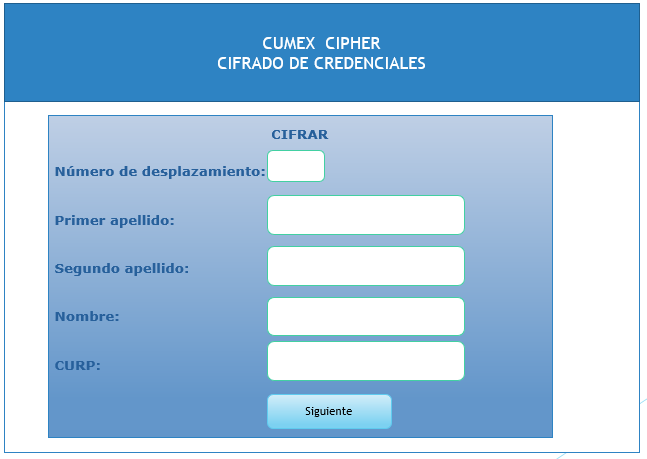 CUMEX CIPHER
CIFRADO DE CREDENCIALES
CIFRAR
Número de desplazamiento:
Primer apellido:
Segundo apellido:
Nombre:
CURP:
Siguiente